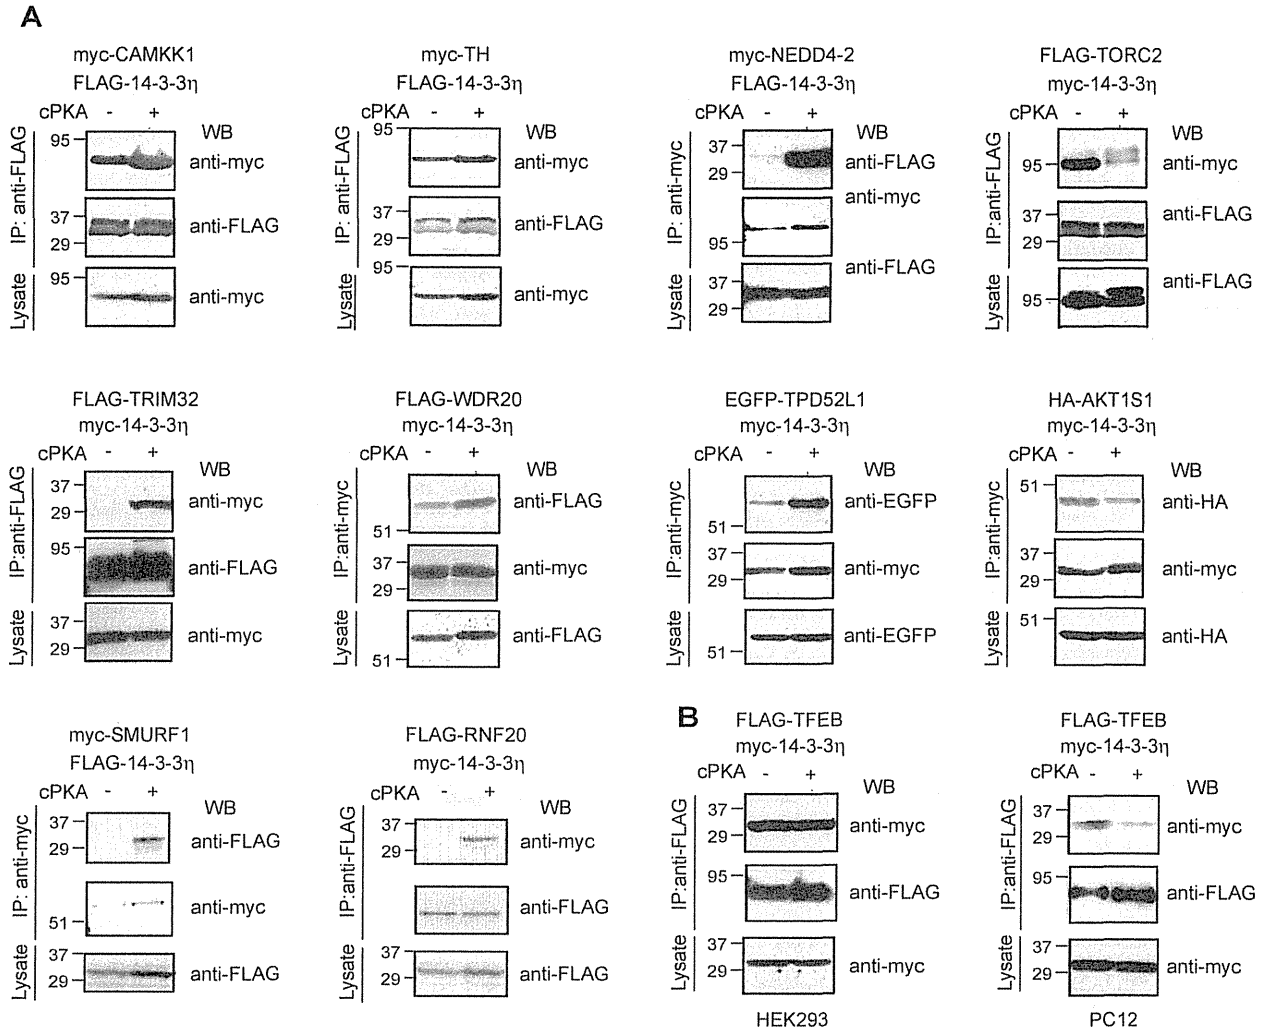 A
myc-CAMKK1
FLAG-14-3-3η
cPKA - +
WB
IP: anti-FLAG
95
anti-myc
37
29
anti-FLAG
Lysate
95
anti-myc
myc-TH
FLAG-14-3-3η
cPKA - +
WB
IP: anti-FLAG
95
anti-myc
37
29
anti-FLAG
Lysate
95
anti-myc
myc-NEDD4-2
FLAG-14-3-3η
cPKA - +
WB
IP: anti-myc
37
29
anti-FLAG
anti-myc
95
anti-FLAG
Lysate
37
29
FLAG-TORC2
myc-14-3-3η
cPKA - +
WB
IP:anti-FLAG
95
anti-myc
37
29
anti-FLAG
Lysate
95
anti-FLAG
FLAG-TRIM32
myc-14-3-3η
cPKA - +
WB
IP:anti-FLAG
37
29
anti-myc
95
anti-FLAG
Lysate
37
29
anti-myc
FLAG-WDR20
myc-14-3-3η
cPKA - +
WB
IP:anti-myc
anti-FLAG
51
37
29
anti-myc
Lysate
anti-FLAG
51
EGFP-TPD52L1
myc-14-3-3η
cPKA - +
WB
IP:anti-myc
anti-EGFP
51
37
29
anti-myc
Lysate
anti-EGFP
51
HA-AKT1S1
myc-14-3-3η
cPKA - +
WB
IP:anti-myc
51
anti-HA
37
29
anti-myc
Lysate
51
anti-HA
myc-SMURF1
FLAG-14-3-3η
cPKA - +
WB
IP: anti-myc
37
29
anti-FLAG
anti-myc
51
Lysate
37
29
anti-FLAG
FLAG-RNF20
myc-14-3-3η
cPKA - +
WB
IP:anti-FLAG
37
29
anti-myc
anti-FLAG
Lysate
37
29
anti-FLAG
B
FLAG-TFEB
myc-14-3-3η
cPKA - +
WB
IP:anti-FLAG
37
29
anti-myc
95
anti-FLAG
Lysate
37
29
anti-myc
HEK293
FLAG-TFEB
myc-14-3-3η
cPKA - +
WB
IP:anti-FLAG
37
29
anti-myc
95
anti-FLAG
Lysate
37
29
anti-myc
PC12